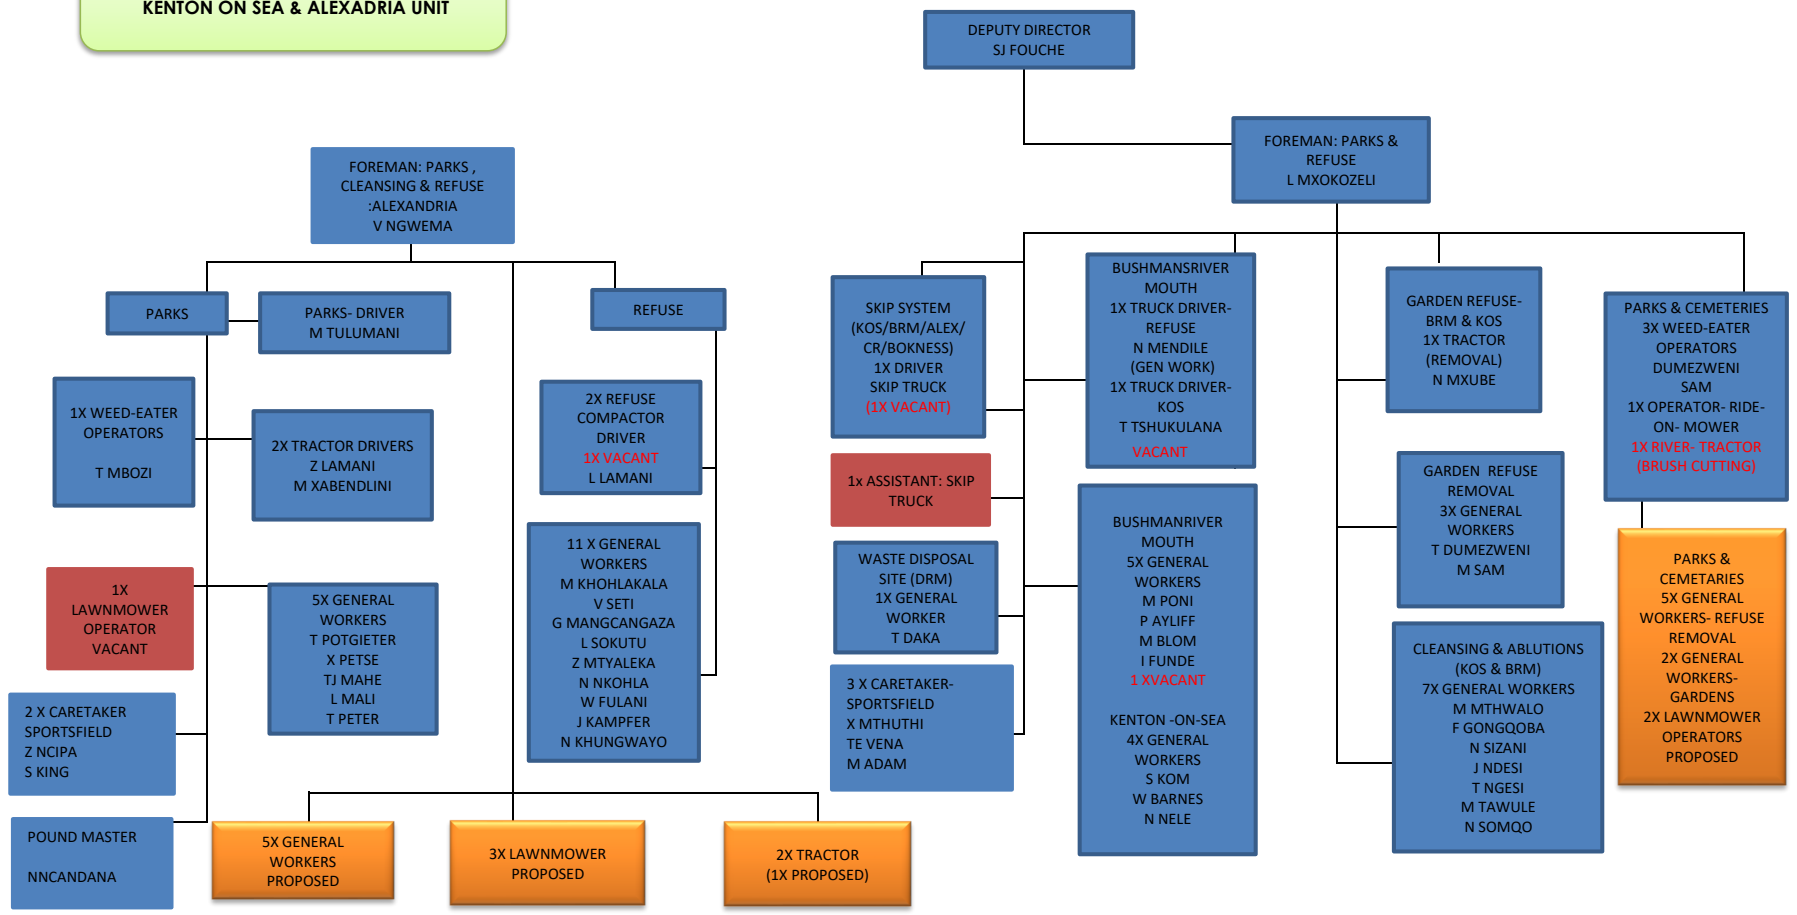 KENTON ON SEA & ALEXADRIA UNIT
DEPUTY DIRECTOR
SJ FOUCHE
FOREMAN: PARKS &
REFUSE
L MXOKOZELI
FOREMAN: PARKS ,
CLEANSING & REFUSE
:ALEXANDRIA
V NGWEMA
PARKS
PARKS- DRIVER
M TULUMANI
REFUSE
1X WEED-EATER
OPERATORS
T MBOZI
2X TRACTOR DRIVERS
Z LAMANI
M XABENDLINI
2X REFUSE
COMPACTOR
DRIVER
1X VACANT
L LAMANI
1X
LAWNMOWER
OPERATOR
VACANT
5X GENERAL
WORKERS
T POTGIETER
X PETSE
TJ MAHE
L MALI
T PETER
11 X GENERAL
WORKERS
M KHOHLAKALA
V SETI
G MANGCANGAZA
L SOKUTU
Z MTYALEKA
N NKOHLA
W FULANI
J KAMPFER
N KHUNGWAYO
2 X CARETAKER
SPORTSFIELD
Z NCIPA
S KING
POUND MASTER
NNCANDANA
5X GENERAL
WORKERS
PROPOSED
3X LAWNMOWER
PROPOSED
2X TRACTOR
(1X PROPOSED)
SKIP SYSTEM
(KOS/BRM/ALEX/
CR/BOKNESS)
1X DRIVER
SKIP TRUCK
(1X VACANT)
1x ASSISTANT: SKIP
TRUCK
WASTE DISPOSAL
SITE (DRM)
1X GENERAL
WORKER
T DAKA
3 X CARETAKER-
SPORTSFIELD
X MTHUTHI
TE VENA
M ADAM
BUSHMANSRIVER
MOUTH
1X TRUCK DRIVER-
REFUSE
N MENDILE
(GEN WORK)
1X TRUCK DRIVER-
KOS
T TSHUKULANA
VACANT
BUSHMANRIVER
MOUTH
5X GENERAL
WORKERS
M PONI
P AYLIFF
M BLOM
I FUNDE
1 XVACANT
KENTON -ON-SEA
4X GENERAL
WORKERS
S KOM
W BARNES
N NELE
GARDEN REFUSE-
BRM & KOS
1X TRACTOR
(REMOVAL)
N MXUBE
GARDEN  REFUSE
REMOVAL
3X GENERAL
WORKERS
T DUMEZWENI
M SAM
CLEANSING & ABLUTIONS
(KOS & BRM)
7X GENERAL WORKERS
M MTHWALO
F GONGQOBA
N SIZANI
J NDESI
T NGESI
M TAWULE
N SOMQO
PARKS & CEMETERIES
3X WEED-EATER
OPERATORS
DUMEZWENI
SAM
1X OPERATOR- RIDE-
ON- MOWER
1X RIVER- TRACTOR
(BRUSH CUTTING)
PARKS &
CEMETARIES
5X GENERAL
WORKERS- REFUSE
REMOVAL
2X GENERAL
WORKERS-
GARDENS
2X LAWNMOWER
OPERATORS
PROPOSED